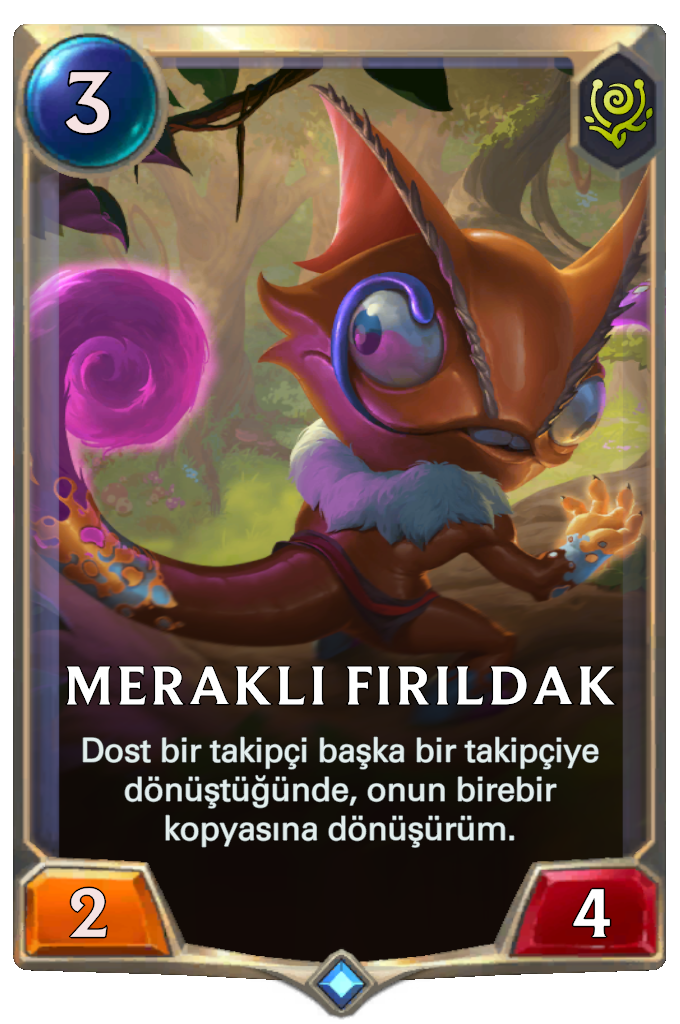 3
MERAKLI FIRILDAK
Dost bir takipçi başka bir takipçiye
dönüştüğünde, onun birebir
kopyasına dönüşürüm.
2
4